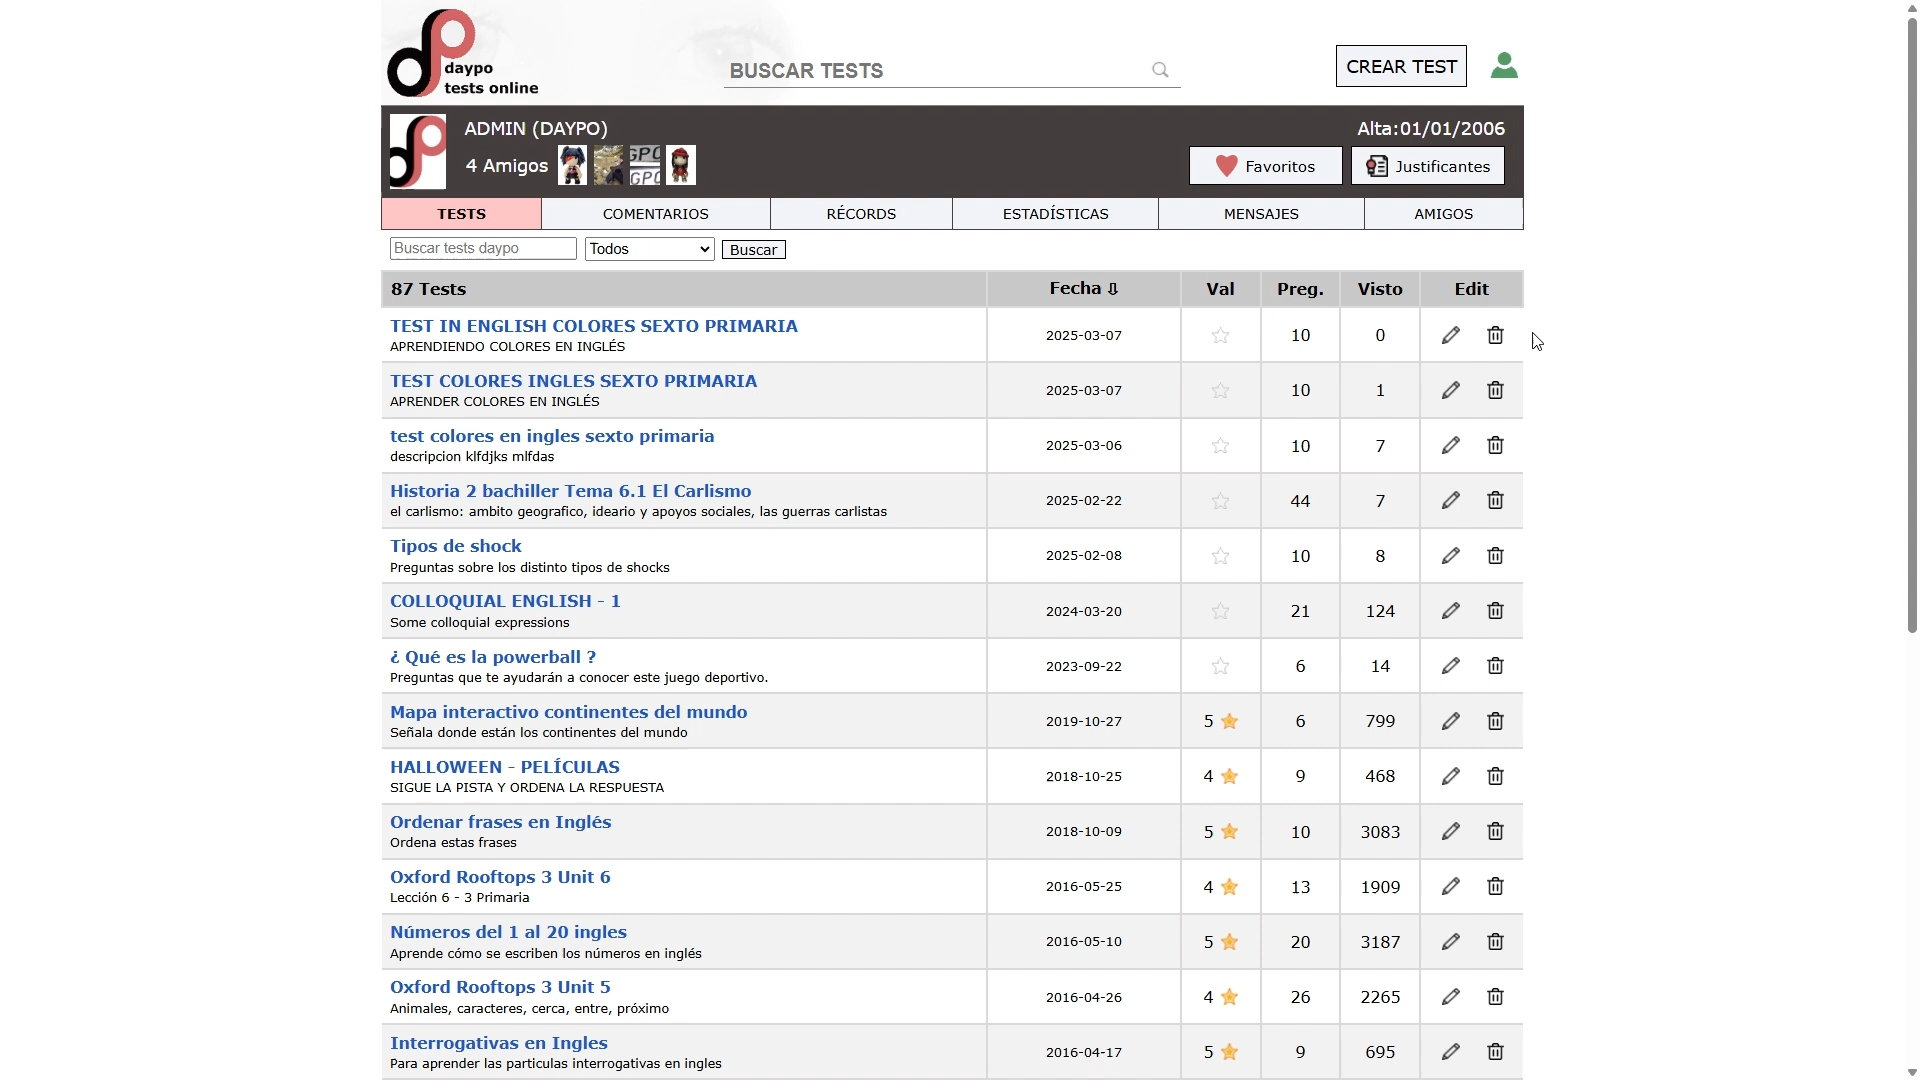 daypo
tests online
BUSCAR TESTS
CREAR TEST
ADMIN (DAYPO)
Alta:01/01/2006
4 Amigos
GPO
GPO
Favoritos
Justificantes
TESTS COMENTARIOS RÉCORDS ESTADÍSTICAS MENSAJES AMIGOS
Buscar tests daypo Todos Buscar
87 Tests Fecha ⇩ Val Preg. Visto Edit
TEST IN ENGLISH COLORES SEXTO PRIMARIA
APRENDIENDO COLORES EN INGLÉS
2025-03-07 10 0
TEST COLORES INGLES SEXTO PRIMARIA
APRENDER COLORES EN INGLÉS
2025-03-07 10 1
test colores en ingles sexto primaria
descripcion klfdjks mlfdas
2025-03-06 10 7
Historia 2 bachiller Tema 6.1 El Carlismo
el carlismo: ambito geografico, ideario y apoyos sociales, las guerras carlistas
2025-02-22 44 7
Tipos de shock
Preguntas sobre los distinto tipos de shocks
2025-02-08 10 8
COLLOQUIAL ENGLISH - 1
Some colloquial expressions
2024-03-20 21 124
¿ Qué es la powerball ?
Preguntas que te ayudarán a conocer este juego deportivo.
2023-09-22 6 14
Mapa interactivo continentes del mundo
Señala donde están los continentes del mundo
2019-10-27 5 6 799
HALLOWEEN - PELÍCULAS
SIGUE LA PISTA Y ORDENA LA RESPUESTA
2018-10-25 4 9 468
Ordenar frases en Inglés
Ordena estas frases
2018-10-09 5 10 3083
Oxford Rooftops 3 Unit 6
Lección 6 - 3 Primaria
2016-05-25 4 13 1909
Números del 1 al 20 ingles
Aprende cómo se escriben los números en inglés
2016-05-10 5 20 3187
Oxford Rooftops 3 Unit 5
Animales, caracteres, cerca, entre, próximo
2016-04-26 4 26 2265
Interrogativas en Ingles
Para aprender las particulas interrogativas en ingles
2016-04-17 5 9 695